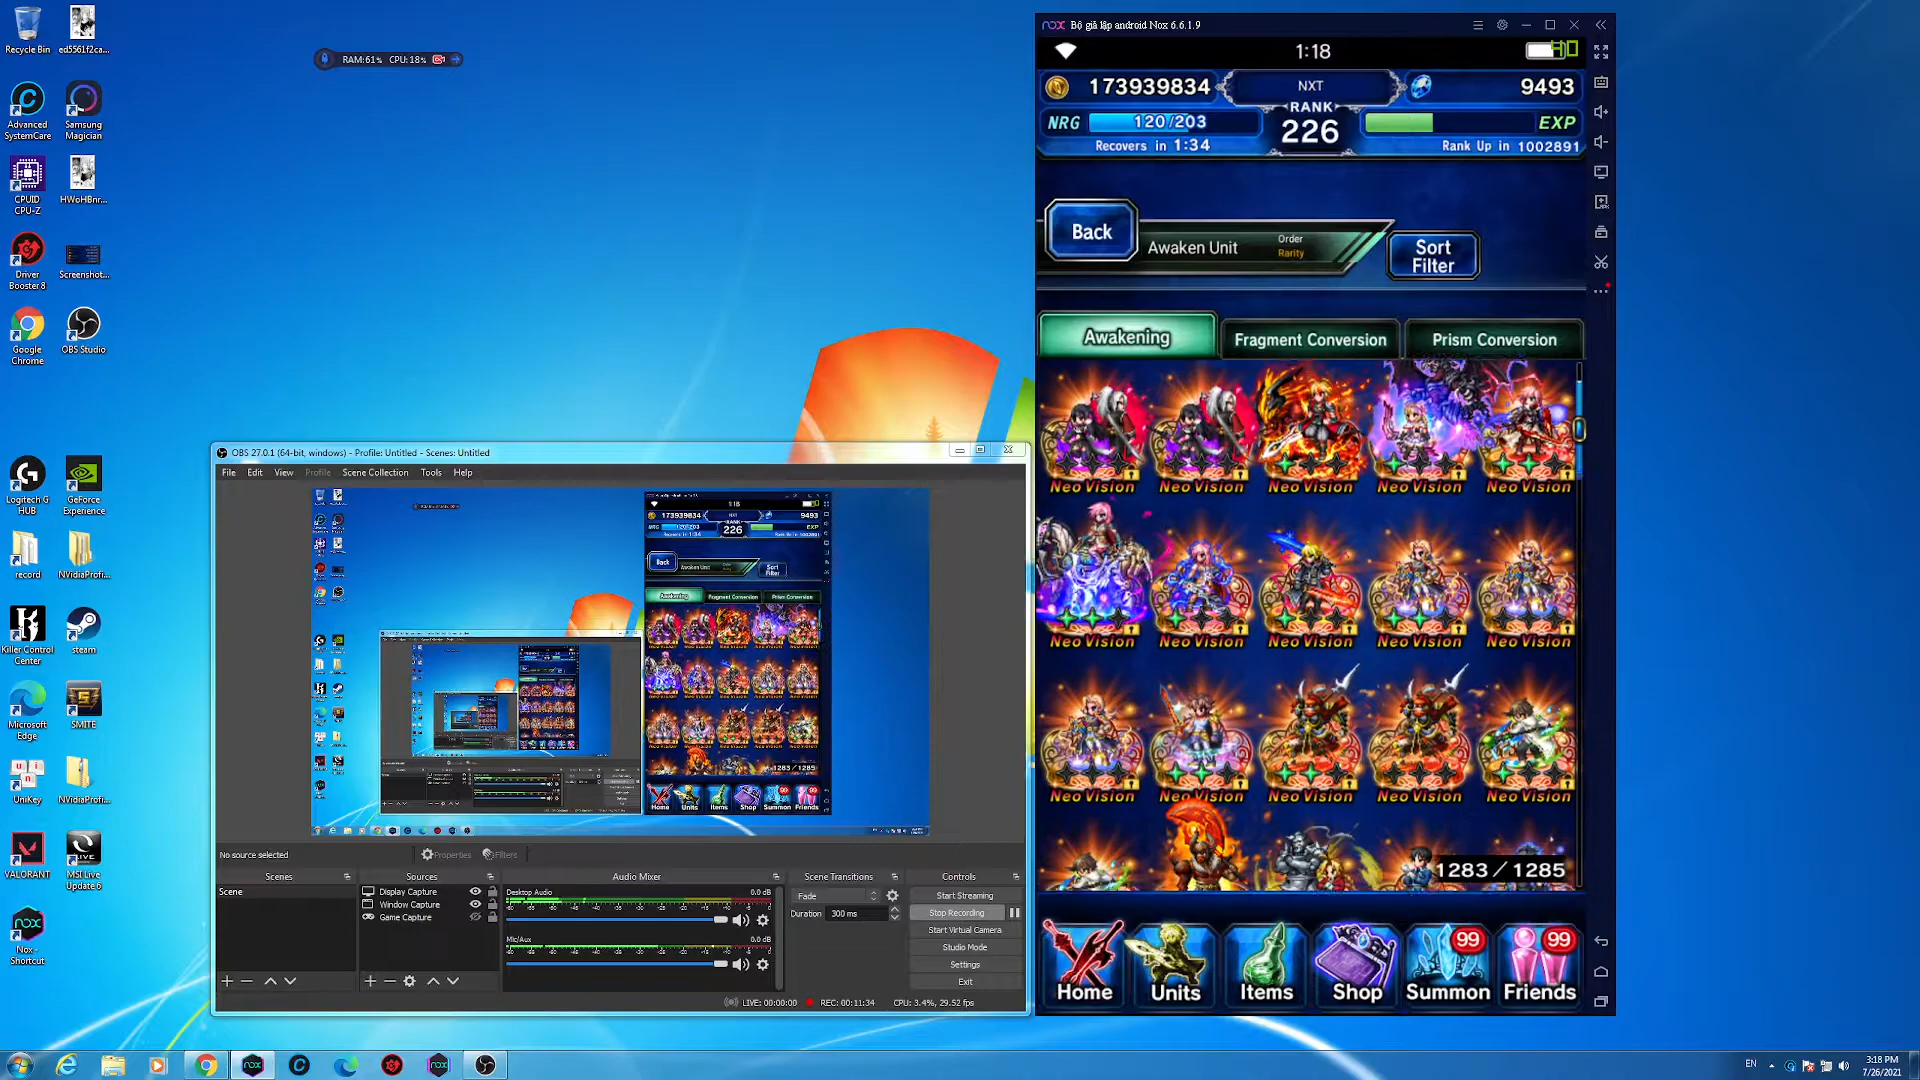 Recycle Bin
ed5561f2ca...
Advanced SystemCare
Samsung Magician
CPUID CPU-Z
HWoHBnr...
Driver Booster 8
Screenshot...
Google Chrome
OBS Studio
Logitech G HUB
GeForce Experience
record
NVidiaProfi...
Killer Control Center
steam
Microsoft Edge
SMITE
UniKey
NVidiaProfi...
VALORANT
MSI Live Update 6
Nox - Shortcut
RAM:61% CPU:18%
OBS 27.0.1 (64-bit, windows) - Profile: Untitled - Scenes: Untitled
File Edit View Profile Scene Collection Tools Help
No source selected
Properties
Filters
Scenes
Scene
Sources
Display Capture
Window Capture
Game Capture
Audio Mixer
Desktop Audio
0.0 dB
Mic/Aux
0.0 dB
Scene Transitions
Fade
Duration 300 ms
Controls
Start Streaming
Stop Recording
Start Virtual Camera
Studio Mode
Settings
Exit
LIVE: 00:00:00
REC: 00:11:34
CPU: 3.4%, 29.52 fps
nox Bộ giả lập android Nox 6.6.1.9
1:18
173939834
NXT
9493
RANK
226
NRG 120/203
EXP
Recovers in 1:34
Rank Up in 1002891
Back
Awaken Unit
Order
Rarity
Sort Filter
Awakening
Fragment Conversion
Prism Conversion
Neo Vision Neo Vision Neo Vision Neo Vision Neo Vision
Neo Vision Neo Vision Neo Vision Neo Vision
Neo Vision Neo Vision Neo Vision Neo Vision Neo Vision
1283 / 1285
Home
Units
Items
Shop
99
Summon
99
Friends
EN
3:18 PM
7/26/2021